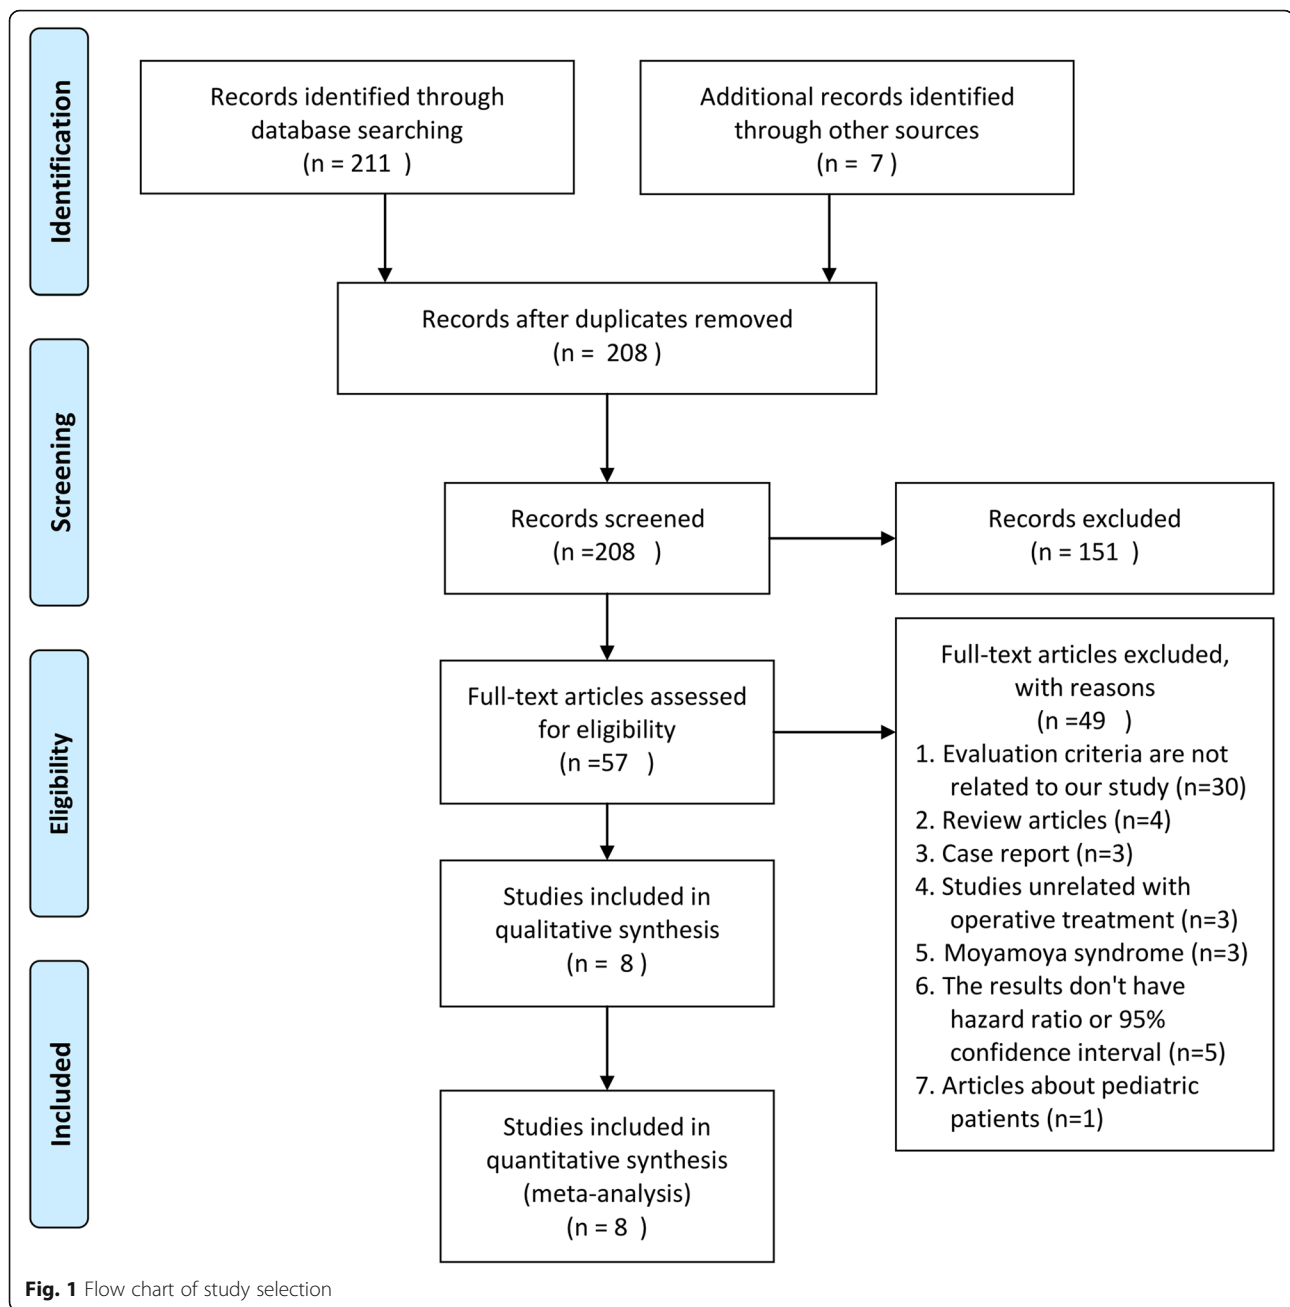 Identification
Records identified through
database searching
(n = 211  )
Additional records identified
through other sources
(n =  7  )
Records after duplicates removed
(n =  208 )
Screening
Records screened
(n =208   )
Records excluded
(n = 151  )
Eligibility
Full-text articles assessed
for eligibility
(n =57   )
Full-text articles excluded,
with reasons
(n =49   )
1. Evaluation criteria are not
related to our study (n=30)
2. Review articles (n=4)
3. Case report (n=3)
4. Studies unrelated with
operative treatment (n=3)
5. Moyamoya syndrome (n=3)
6. The results don't have
hazard ratio or 95%
confidence interval (n=5)
7. Articles about pediatric
patients (n=1)
Studies included in
qualitative synthesis
(n =  8  )
Included
Studies included in
quantitative synthesis
(meta-analysis)
(n = 8  )
Fig. 1 Flow chart of study selection